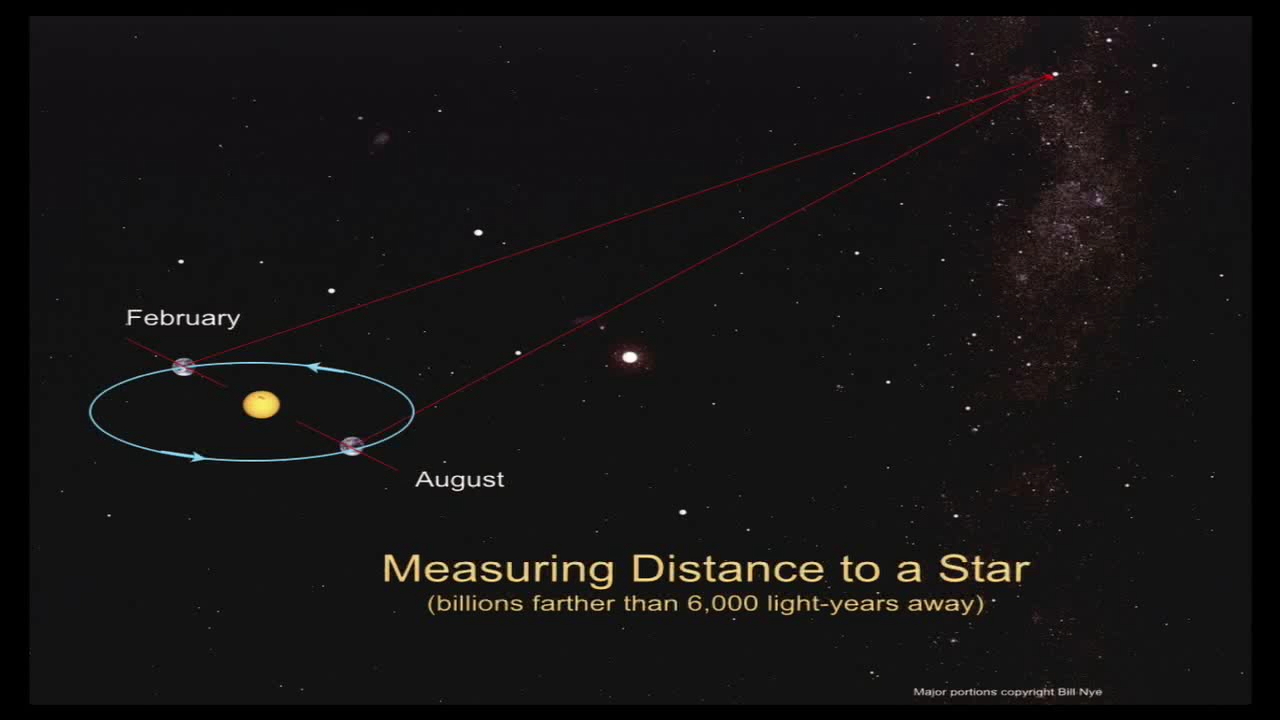 February
August
Measuring Distance to a Star
(billions farther than 6,000 light-years away)
Major portions copyright Bill Nye